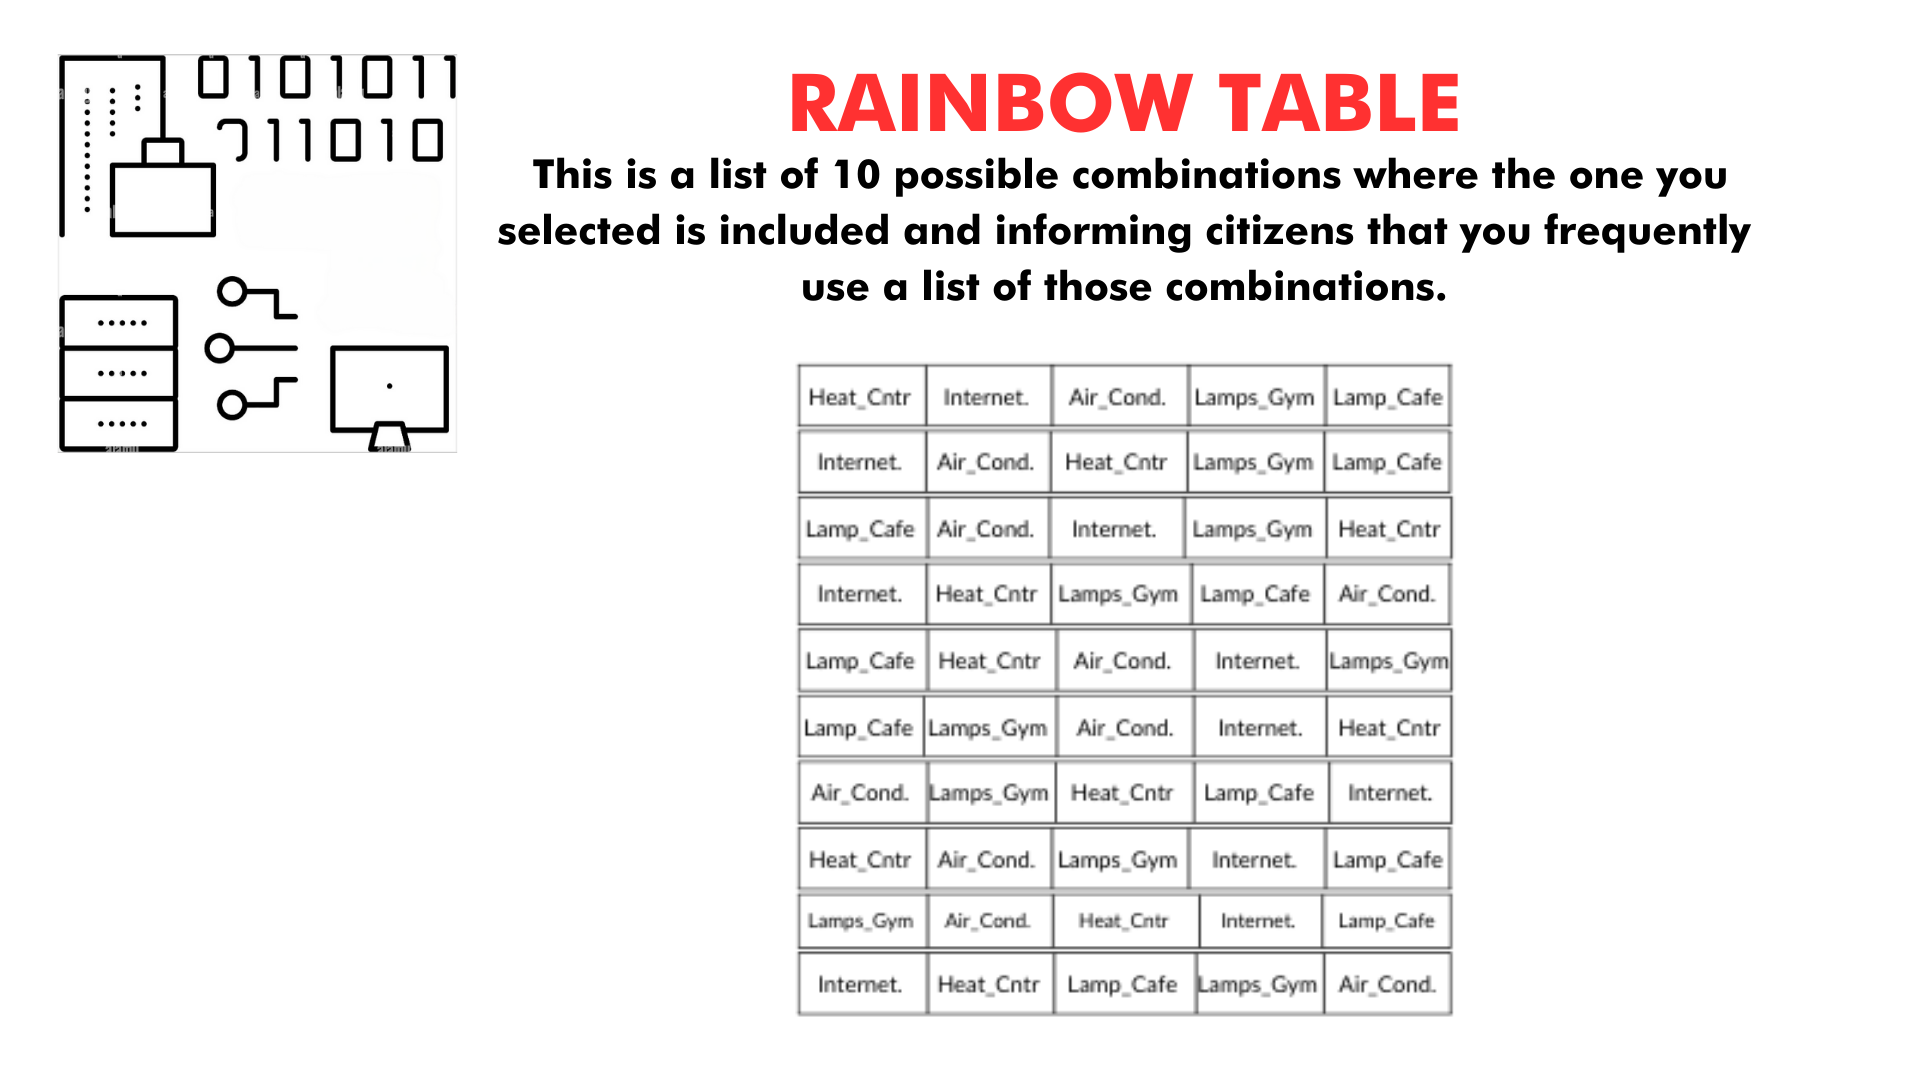 0101011
011010
RAINBOW TABLE
This is a list of 10 possible combinations where the one you
selected is included and informing citizens that you frequently
use a list of those combinations.
Heat_Cntr Internet. Air_Cond. Lamps_Gym Lamp_Cafe
Internet. Air_Cond. Heat_Cntr Lamps_Gym Lamp_Cafe
Lamp_Cafe Air_Cond. Internet. Lamps_Gym Heat_Cntr
Internet. Heat_Cntr Lamps_Gym Lamp_Cafe Air_Cond.
Lamp_Cafe Heat_Cntr Air_Cond. Internet. Lamps_Gym
Lamp_Cafe Lamps_Gym Air_Cond. Internet. Heat_Cntr
Air_Cond. Lamps_Gym Heat_Cntr Lamp_Cafe Internet.
Heat_Cntr Air_Cond. Lamps_Gym Internet. Lamp_Cafe
Lamps_Gym Air_Cond. Heat_Cntr Internet. Lamp_Cafe
Internet. Heat_Cntr Lamp_Cafe Lamps_Gym Air_Cond.